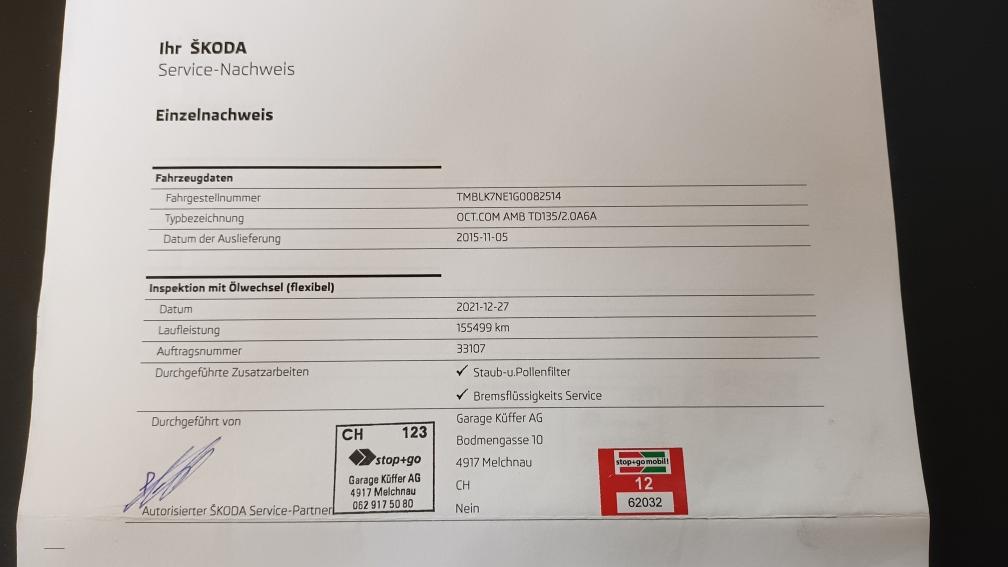 Ihr ŠKODA
Service-Nachweis
Einzelnachweis
Fahrzeugdaten
Fahrgestellnummer TMBLK7NE1G0082514
Typbezeichnung OCT.COM AMB TD135/2.0A6A
Datum der Auslieferung 2015-11-05
Inspektion mit Ölwechsel (flexibel)
Datum 2021-12-27
Laufleistung 155499 km
Auftragsnummer 33107
Durchgeführte Zusatzarbeiten ✓ Staub-u.Pollenfilter
✓ Bremsflüssigkeits Service
Durchgeführt von Garage Küffer AG
Bodmengasse 10
4917 Melchnau
CH
Nein
Autorisierter ŠKODA Service-Partner
CH 123
stop+go
Garage Küffer AG
4917 Melchnau
062 917 50 80
stop+go mobil!
12
62032